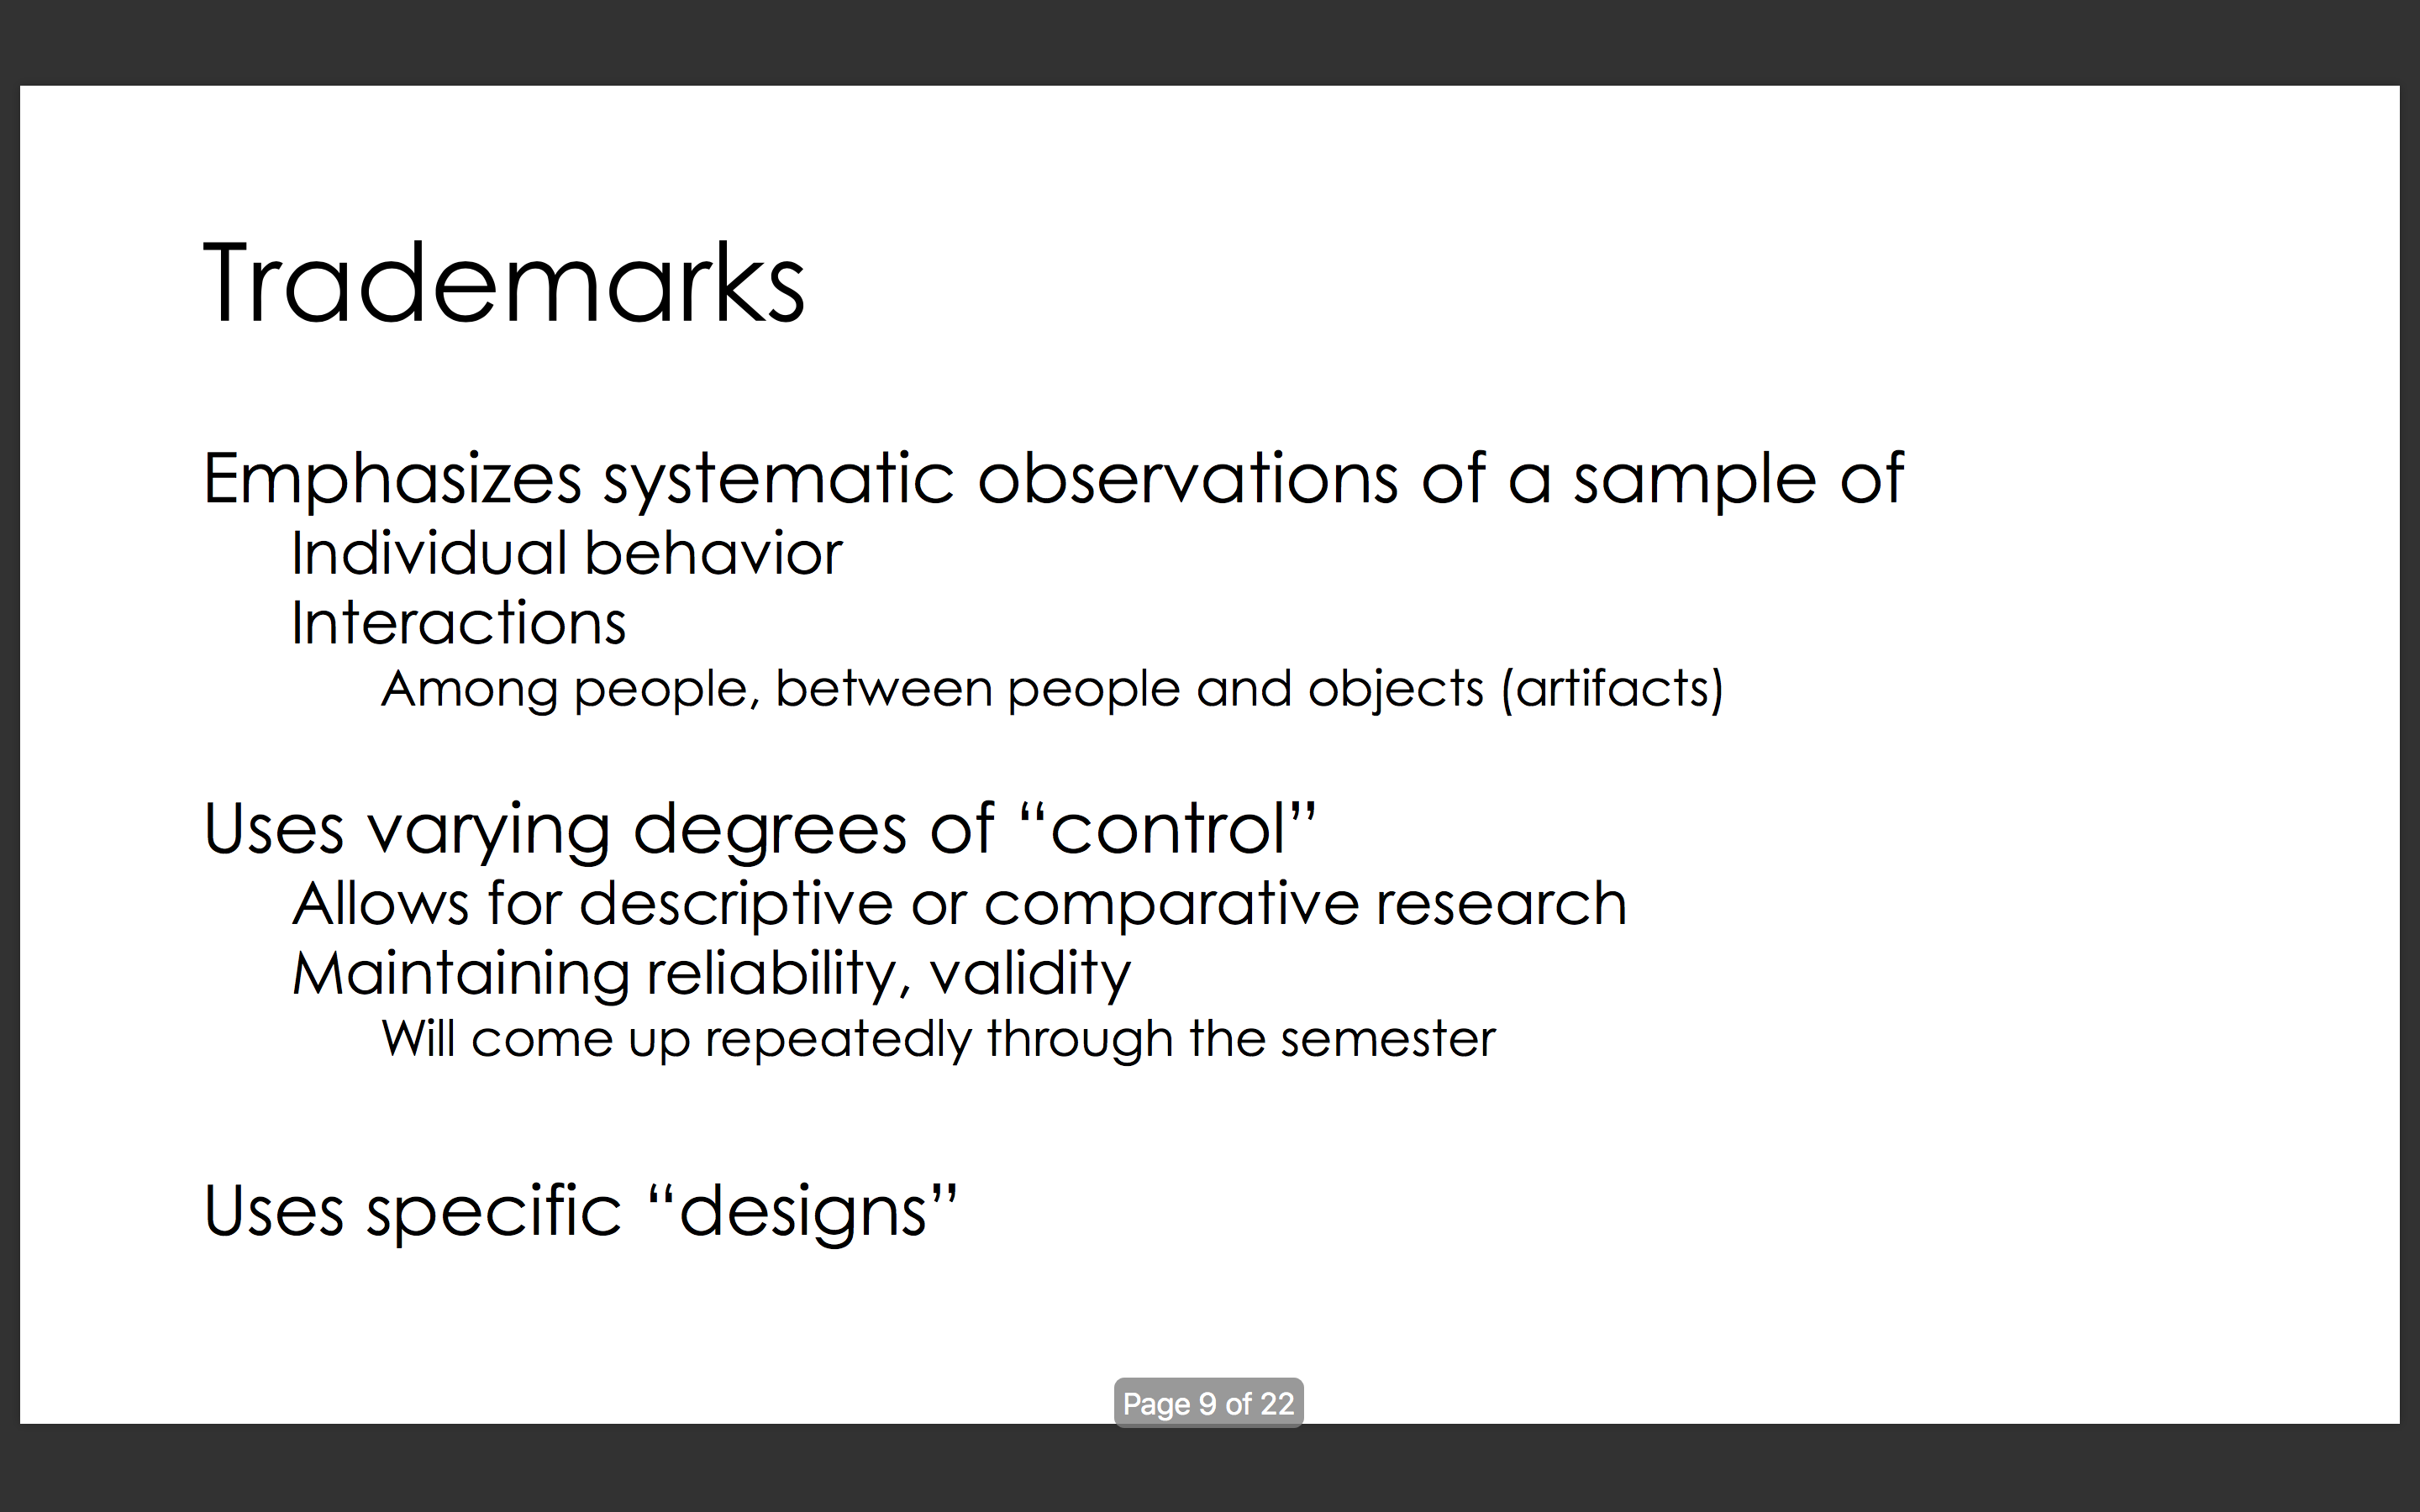 Trademarks
Emphasizes systematic observations of a sample of
Individual behavior
Interactions
Among people, between people and objects (artifacts)
Uses varying degrees of “control”
Allows for descriptive or comparative research
Maintaining reliability, validity
Will come up repeatedly through the semester
Uses specific “designs”
Page 9 of 22